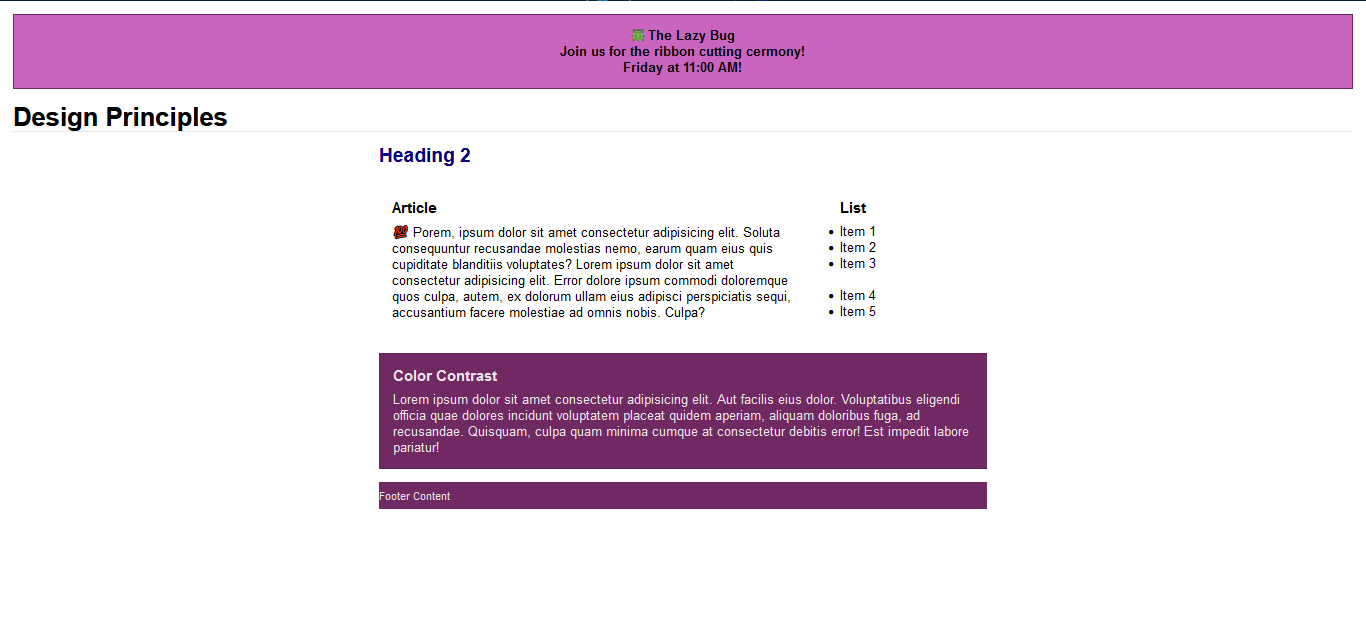 The Lazy Bug
Join us for the ribbon cutting cermony!
Friday at 11:00 AM!
Design Principles
Heading 2
Article
💯 Porem, ipsum dolor sit amet consectetur adipisicing elit. Soluta
consequuntur recusandae molestias nemo, earum quam eius quis
cupiditate blanditiis voluptates? Lorem ipsum dolor sit amet
consectetur adipisicing elit. Error dolore ipsum commodi doloremque
quos culpa, autem, ex dolorum ullam eius adipisci perspiciatis sequi,
accusantium facere molestiae ad omnis nobis. Culpa?
List
• Item 1
• Item 2
• Item 3
• Item 4
• Item 5
Color Contrast
Lorem ipsum dolor sit amet consectetur adipisicing elit. Aut facilis eius dolor. Voluptatibus eligendi
officia quae dolores incidunt voluptatem placeat quidem aperiam, aliquam doloribus fuga, ad
recusandae. Quisquam, culpa quam minima cumque at consectetur debitis error! Est impedit labore
pariatur!
Footer Content